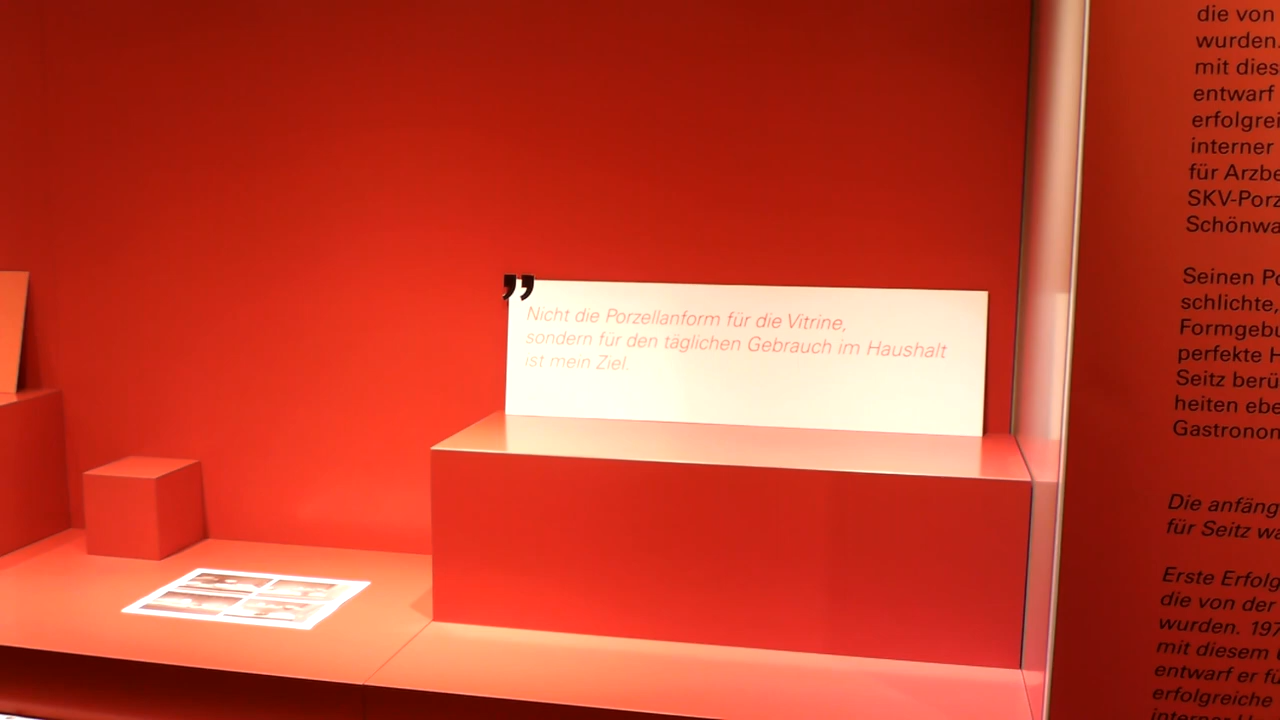 ”
Nicht die Porzellanform für die Vitrine,
sondern für den täglichen Gebrauch im Haushalt
ist mein Ziel.
die von
wurden.
mit dies
entwarf
erfolgrei
interner
für Arzbe
SKV-Porz
Schönwa
Seinen Po
schlichte,
Formgebu
perfekte H
Seitz berü
heiten ebe
Gastronom
Die anfäng
für Seitz wa
Erste Erfolg
die von der
wurden. 197
mit diesem
entwarf er fü
erfolgreiche